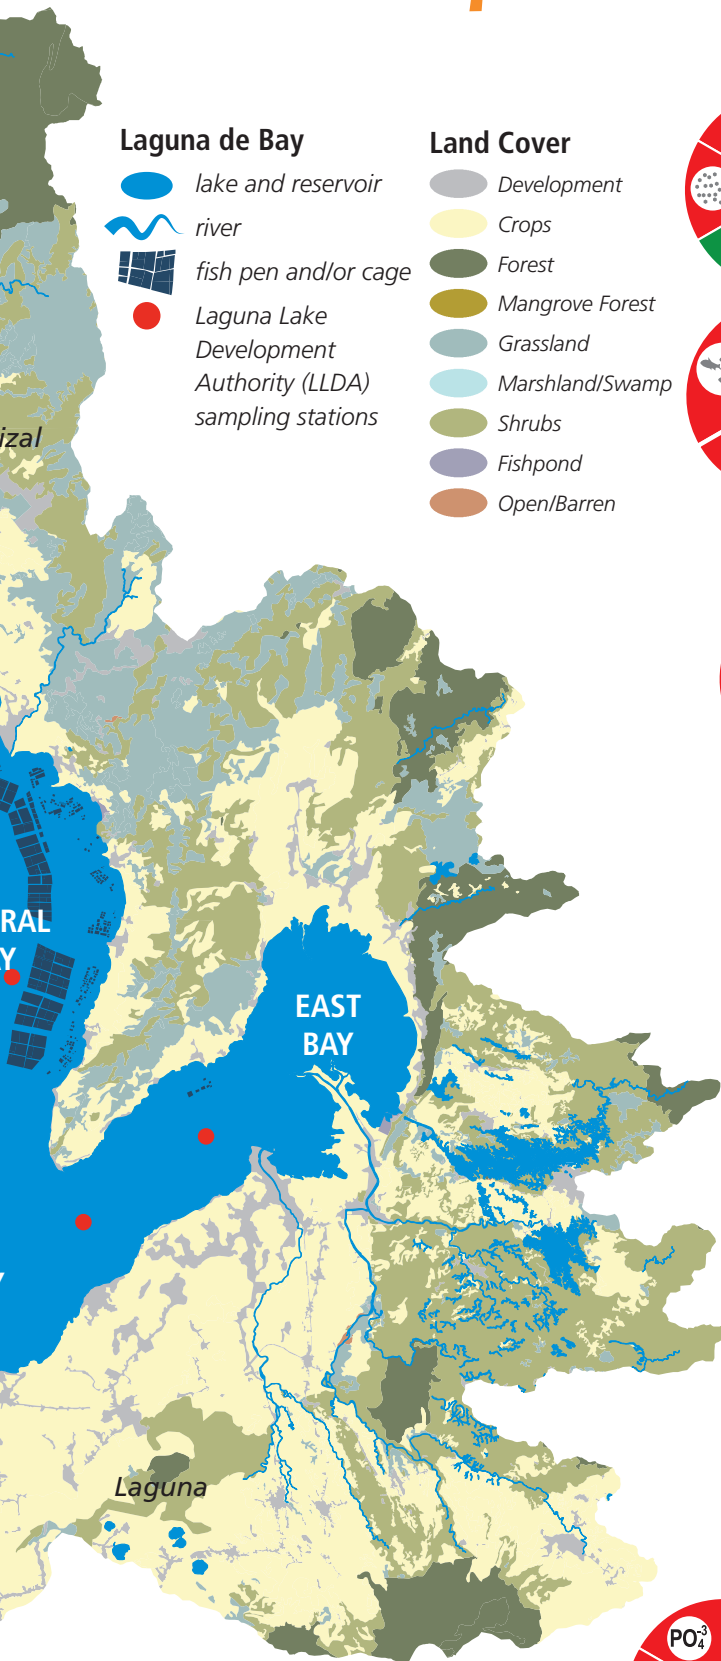 Laguna de Bay
lake and reservoir
river
fish pen and/or cage
Laguna Lake
Development
Authority (LLDA)
sampling stations
Land Cover
Development
Crops
Forest
Mangrove Forest
Grassland
Marshland/Swamp
Shrubs
Fishpond
Open/Barren
izal
RAL
Y
EAST
BAY
Y
Laguna
PO₄⁻³